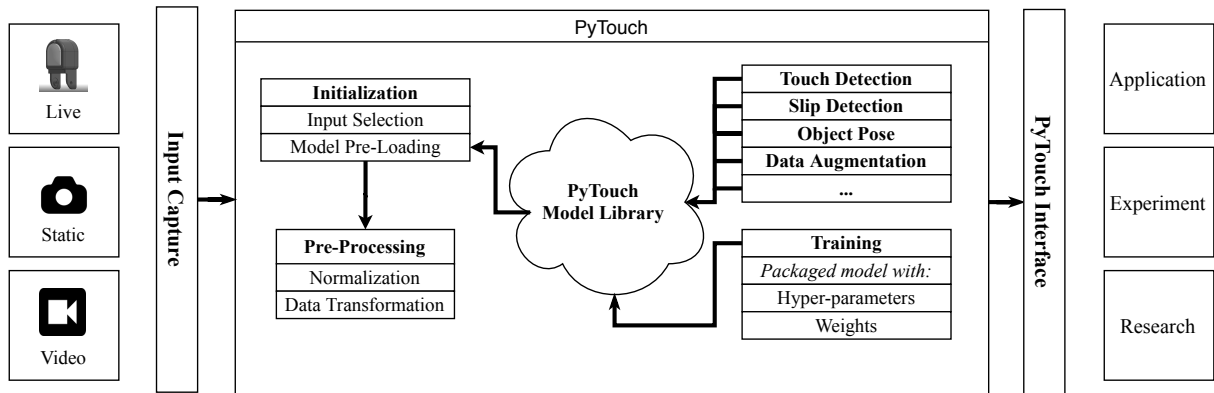 Live
Static
Video
Input Capture
PyTouch
Initialization
Input Selection
Model Pre-Loading
Pre-Processing
Normalization
Data Transformation
PyTouch
Model Library
Touch Detection
Slip Detection
Object Pose
Data Augmentation
...
Training
Packaged model with:
Hyper-parameters
Weights
PyTouch Interface
Application
Experiment
Research